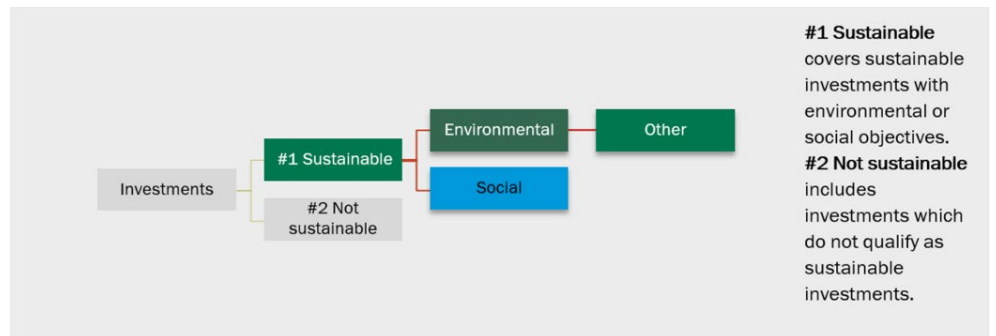 Investments
#1 Sustainable
#2 Not
sustainable
Environmental
Social
Other
#1 Sustainable
covers sustainable
investments with
environmental or
social objectives.
#2 Not sustainable
includes
investments which
do not qualify as
sustainable
investments.